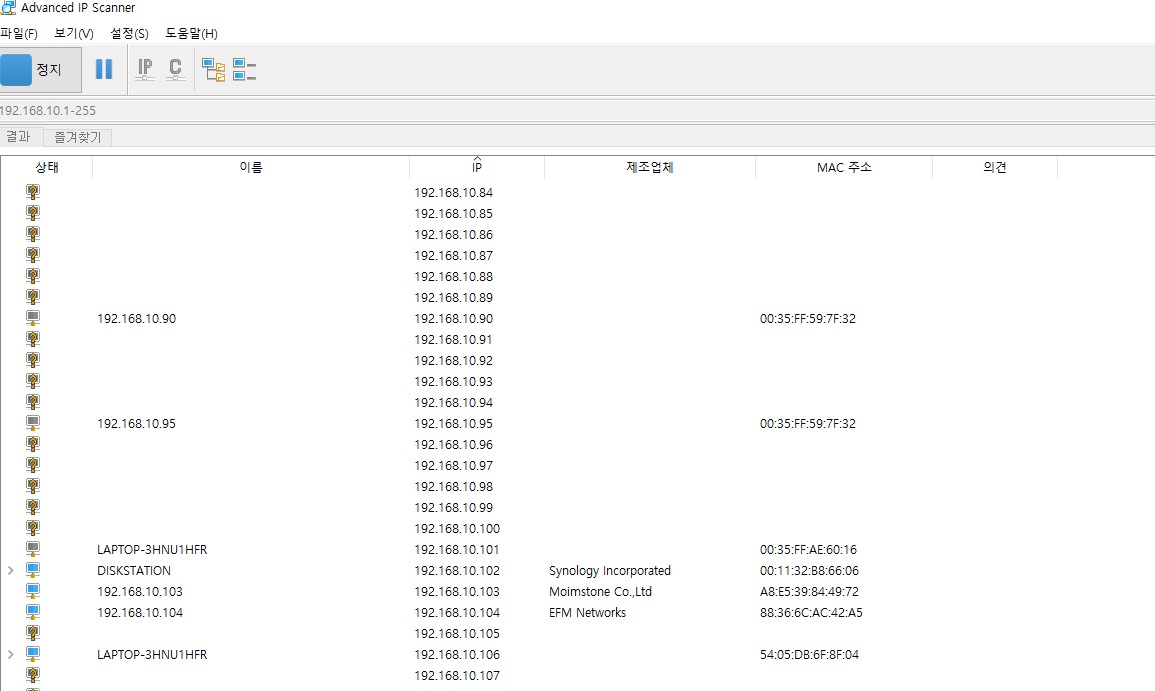 Advanced IP Scanner
파일(F) 보기(V) 설정(S) 도움말(H)
정지 IP C
192.168.10.1-255
결과 즐겨찾기
상태 이름 IP 제조업체 MAC 주소 의견
192.168.10.84
192.168.10.85
192.168.10.86
192.168.10.87
192.168.10.88
192.168.10.89
192.168.10.90 192.168.10.90 00:35:FF:59:7F:32
192.168.10.91
192.168.10.92
192.168.10.93
192.168.10.94
192.168.10.95 192.168.10.95 00:35:FF:59:7F:32
192.168.10.96
192.168.10.97
192.168.10.98
192.168.10.99
192.168.10.100
LAPTOP-3HNU1HFR 192.168.10.101 00:35:FF:AE:60:16
DISKSTATION 192.168.10.102 Synology Incorporated 00:11:32:B8:66:06
192.168.10.103 192.168.10.103 Moimstone Co.,Ltd A8:E5:39:84:49:72
192.168.10.104 192.168.10.104 EFM Networks 88:36:6C:AC:42:A5
192.168.10.105
LAPTOP-3HNU1HFR 192.168.10.106 54:05:DB:6F:8F:04
192.168.10.107